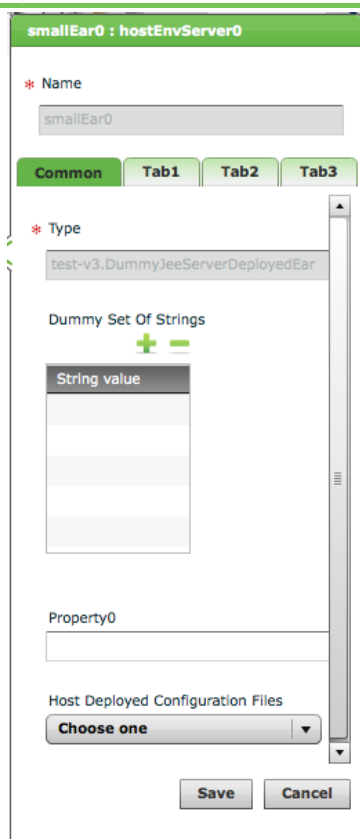 smallEar0 : hostEnvServer0
* Name
smallEar0
Common Tab1 Tab2 Tab3
* Type
test-v3.DummyJeeServerDeployedEar
Dummy Set Of Strings
String value
Property0
Host Deployed Configuration Files
Choose one
Save Cancel